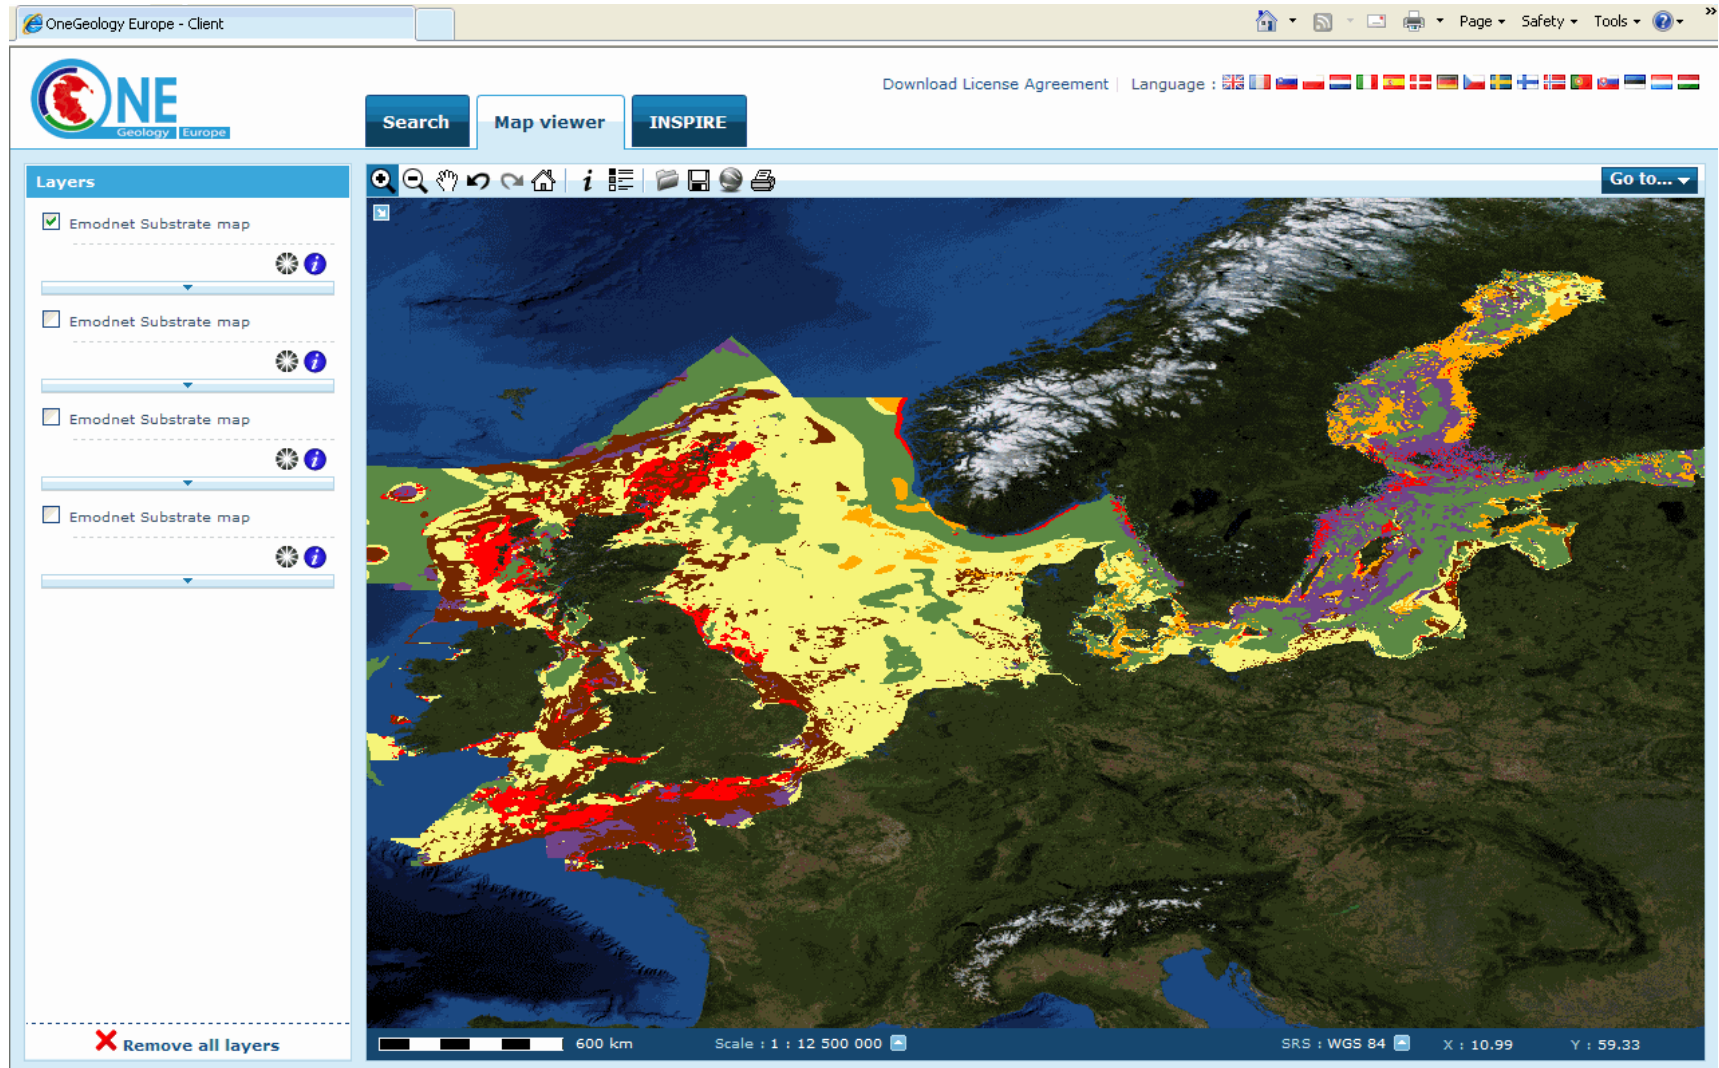 OneGeology Europe - Client
Page
Safety
Tools
»
ONE
Geology Europe
Download License Agreement | Language :
Search
Map viewer
INSPIRE
Layers
Go to...
Emodnet Substrate map
Emodnet Substrate map
Emodnet Substrate map
Emodnet Substrate map
Remove all layers
600 km
Scale : 1 : 12 500 000
SRS : WGS 84
X : 10.99
Y : 59.33